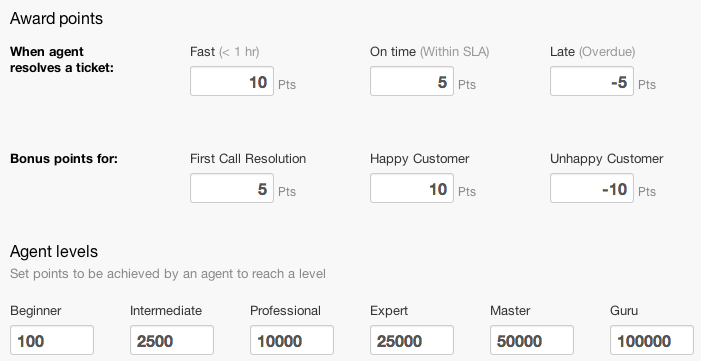 Award points
When agent Fast (< 1 hr) On time (Within SLA) Late (Overdue)
resolves a ticket:
10 Pts 5 Pts -5 Pts
Bonus points for: First Call Resolution Happy Customer Unhappy Customer
5 Pts 10 Pts -10 Pts
Agent levels
Set points to be achieved by an agent to reach a level
Beginner Intermediate Professional Expert Master Guru
100 2500 10000 25000 50000 100000